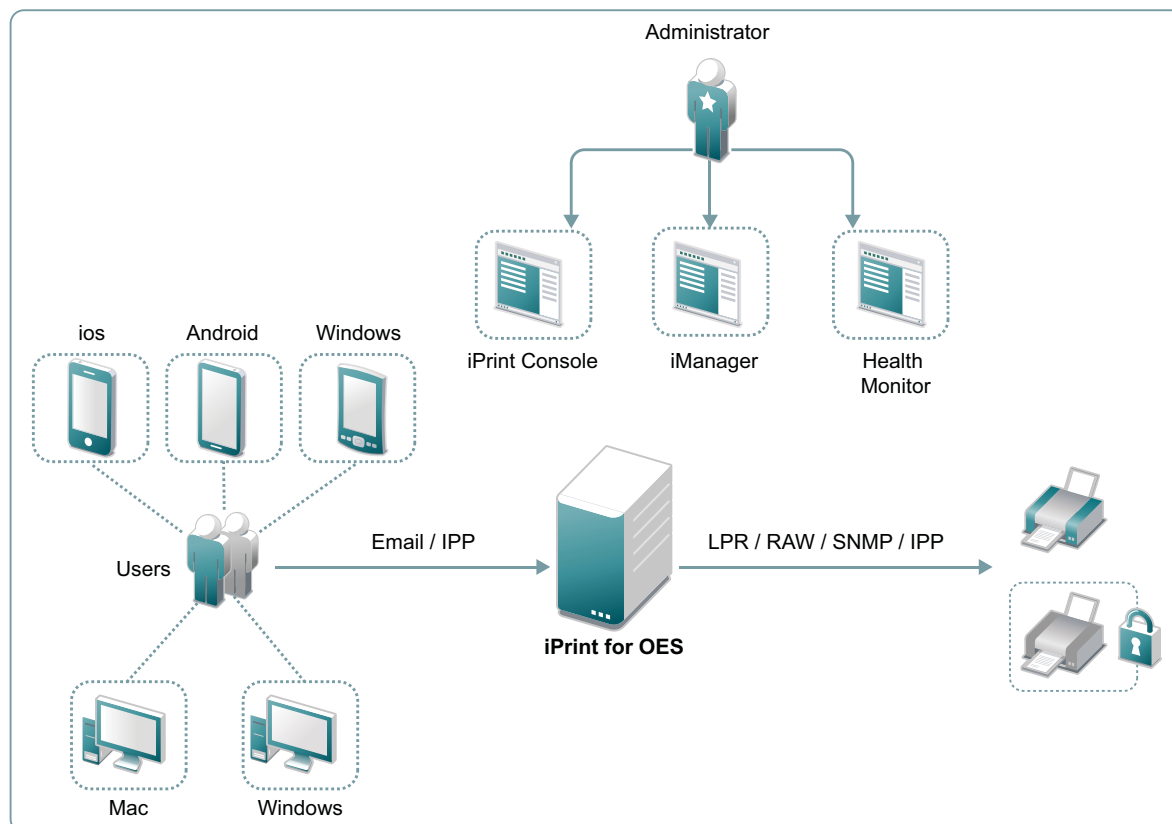 Administrator
iPrint Console
iManager
Health
Monitor
ios
Android
Windows
Users
Email / IPP
LPR / RAW / SNMP / IPP
iPrint for OES
Mac
Windows